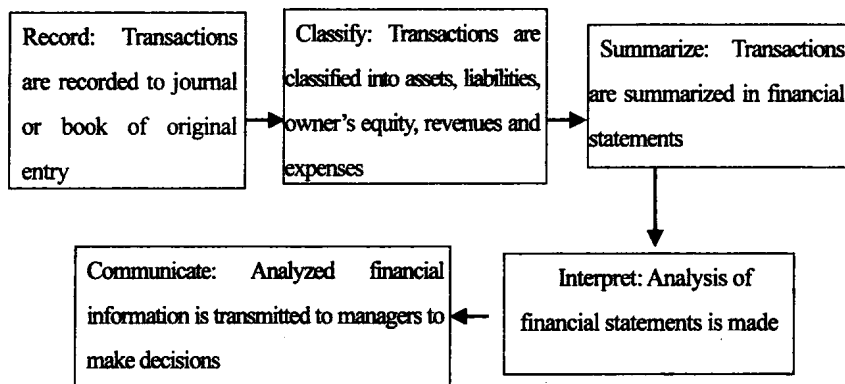 Record: Transactions
are recorded to journal
or book of original
entry
Classify: Transactions are
classified into assets, liabilities,
owner's equity, revenues and
expenses
Summarize: Transactions
are summarized in financial
statements
Interpret: Analysis of
financial statements is made
Communicate: Analyzed financial
information is transmitted to managers to
make decisions